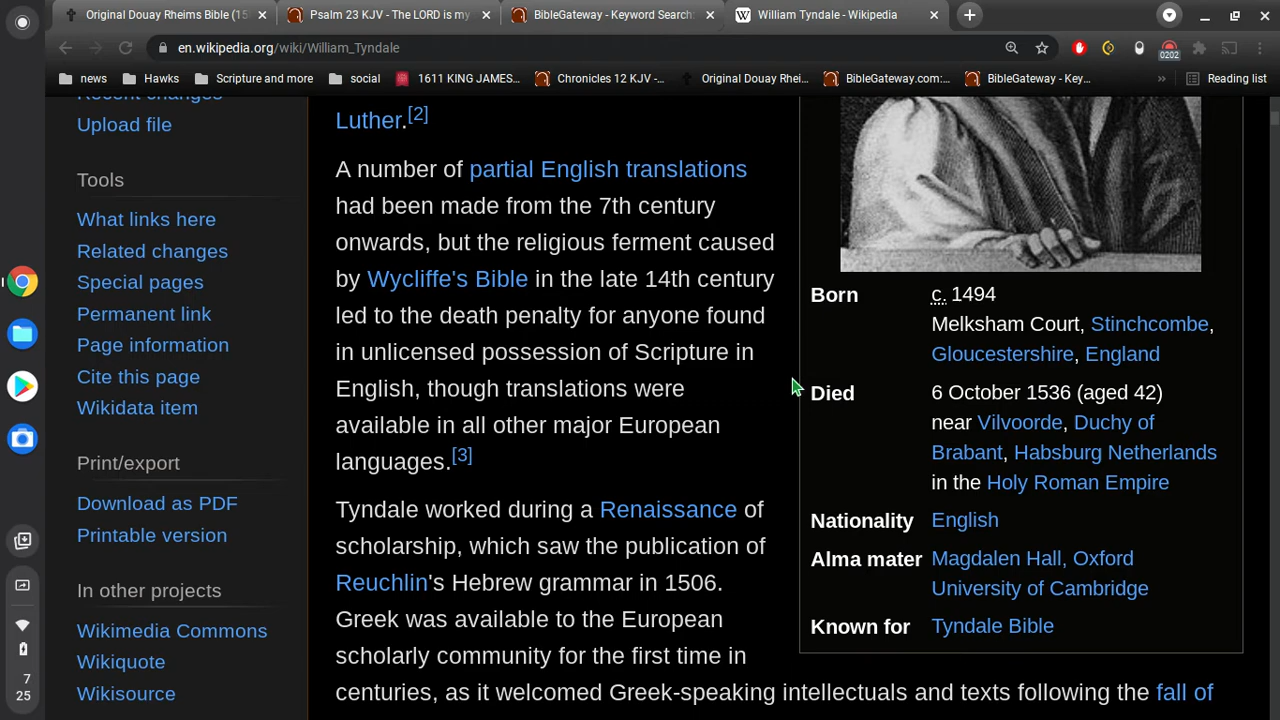 Original Douay Rheims Bible (15
Psalm 23 KJV - The LORD is my
BibleGateway - Keyword Search:
William Tyndale - Wikipedia
en.wikipedia.org/wiki/William_Tyndale
0202
news
Hawks
Scripture and more
social
1611 KING JAMES...
Chronicles 12 KJV -...
Original Douay Rhei...
BibleGateway.com:...
BibleGateway - Key...
»
Reading list
Recent changes
Upload file
Tools
What links here
Related changes
Special pages
Permanent link
Page information
Cite this page
Wikidata item
Print/export
Download as PDF
Printable version
In other projects
Wikimedia Commons
Wikiquote
Wikisource
Luther.[2]
A number of partial English translations
had been made from the 7th century
onwards, but the religious ferment caused
by Wycliffe's Bible in the late 14th century
led to the death penalty for anyone found
in unlicensed possession of Scripture in
English, though translations were
available in all other major European
languages.[3]
Tyndale worked during a Renaissance of
scholarship, which saw the publication of
Reuchlin's Hebrew grammar in 1506.
Greek was available to the European
scholarly community for the first time in
centuries, as it welcomed Greek-speaking intellectuals and texts following the fall of
Born c. 1494
Melksham Court, Stinchcombe,
Gloucestershire, England
Died 6 October 1536 (aged 42)
near Vilvoorde, Duchy of
Brabant, Habsburg Netherlands
in the Holy Roman Empire
Nationality English
Alma mater Magdalen Hall, Oxford
University of Cambridge
Known for Tyndale Bible
7
25